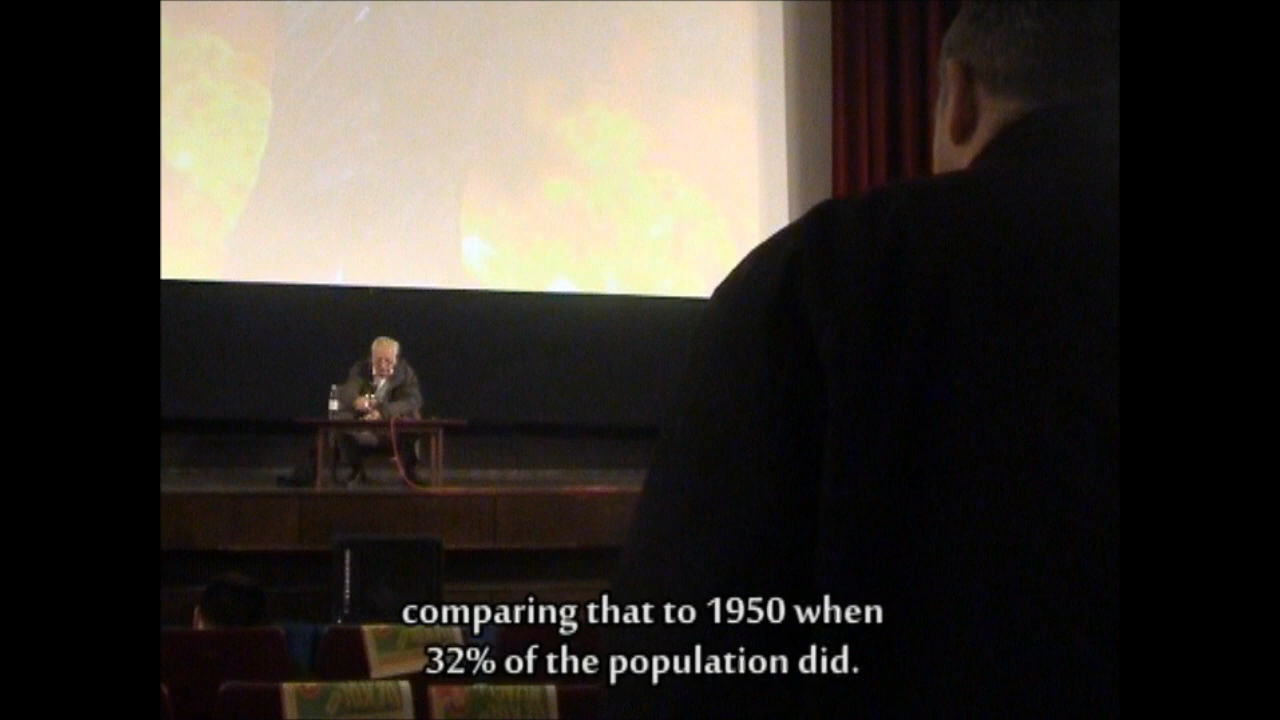 comparing that to 1950 when
32% of the population did.